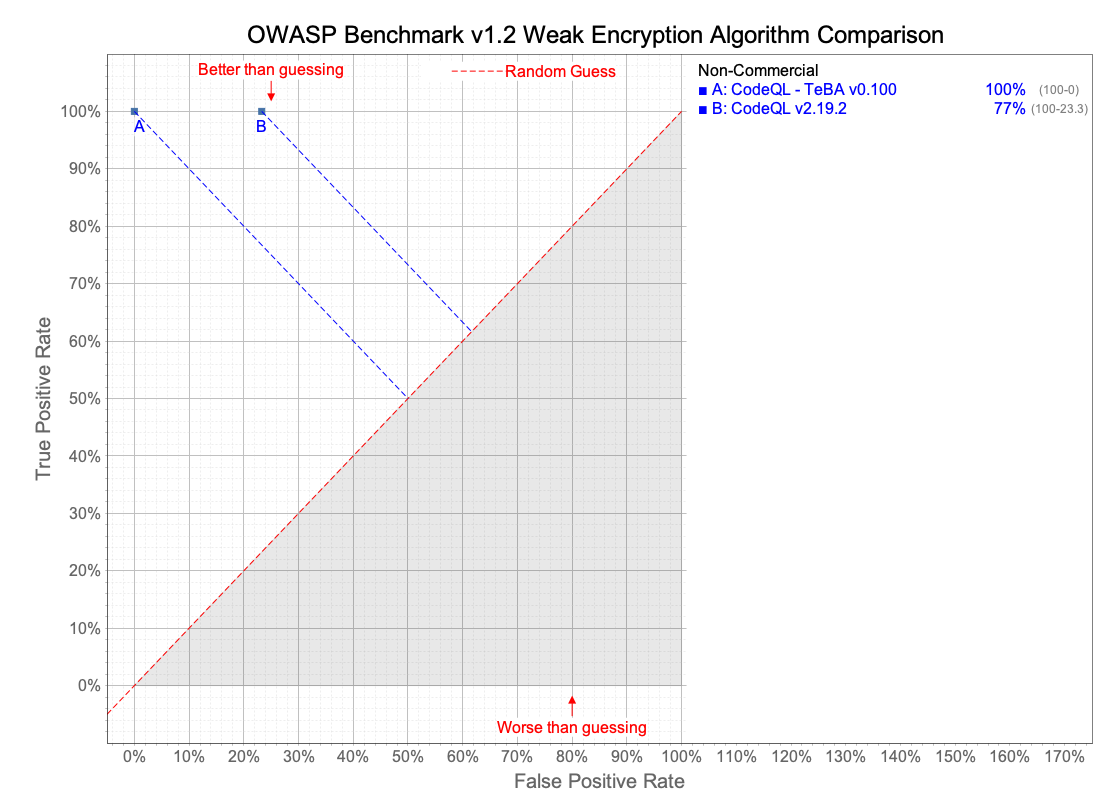 OWASP Benchmark v1.2 Weak Encryption Algorithm Comparison
Better than guessing
Random Guess
Non-Commercial
A: CodeQL - TeBA v0.100 100% (100-0)
B: CodeQL v2.19.2 77% (100-23.3)
A
B
100%
90%
80%
70%
60%
50%
40%
30%
20%
10%
0%
True Positive Rate
Worse than guessing
0% 10% 20% 30% 40% 50% 60% 70% 80% 90% 100% 110% 120% 130% 140% 150% 160% 170%
False Positive Rate